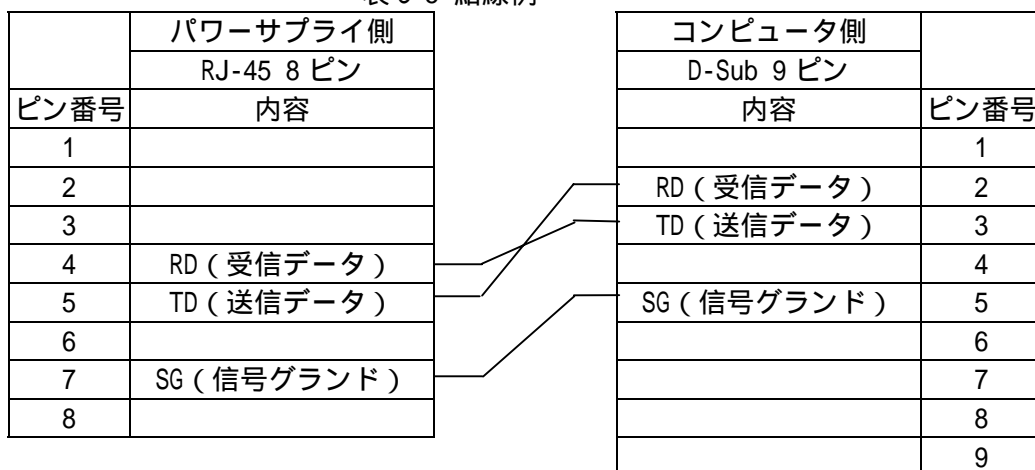 パワーサプライ側 コンピュータ側
RJ-45 8 ピン D-Sub 9 ピン
ピン番号 内容 内容 ピン番号
1 1
2 RD ( 受信データ ) 2
3 TD ( 送信データ ) 3
4 RD ( 受信データ ) 4
5 TD ( 送信データ ) SG ( 信号グランド ) 5
6 6
7 SG ( 信号グランド ) 7
8 8
9